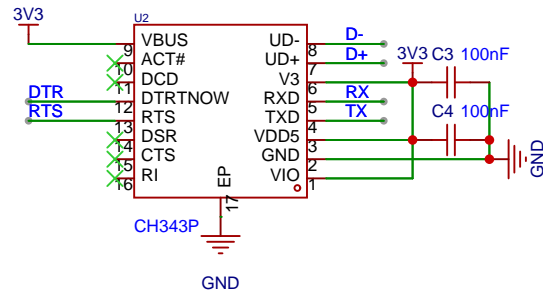 3V3
U2
VBUS
ACT#
DCD
DTRTNOW
RTS
DSR
CTS
RI
9
10
11
12
13
14
15
16
DTR
RTS
UD-
UD+
V3
RXD
TXD
VDD5
GND
VIO
8
7
6
5
4
3
2
1
EP
17
D-
D+
RX
TX
3V3
C3 100nF
C4 100nF
GND
CH343P
GND